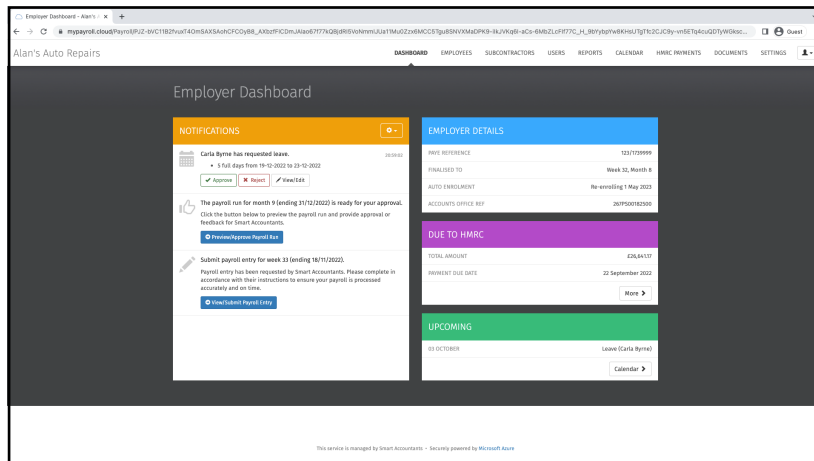 Employer Dashboard - Alan's A
mypayroll.cloud
Guest
Alan's Auto Repairs
DASHBOARD EMPLOYEES SUBCONTRACTORS USERS REPORTS CALENDAR HMRC PAYMENTS DOCUMENTS SETTINGS
Employer Dashboard
NOTIFICATIONS
Carla Byrne has requested leave.
• 5 full days from 19-12-2022 to 23-12-2022
Approve Reject View/Edit
The payroll run for month 9 (ending 31/12/2022) is ready for your approval.
Click the button below to preview the payroll run and provide approval or
feedback for Smart Accountants.
Preview/Approve Payroll Run
Submit payroll entry for week 33 (ending 18/11/2022).
Payroll entry has been requested by Smart Accountants. Please complete in
accordance with their instructions to ensure your payroll is processed
accurately and on time.
View/Submit Payroll Entry
EMPLOYER DETAILS
PAYE REFERENCE 123/1739999
FINALISED TO Week 32, Month 8
AUTO ENROLMENT Re-enrolling 1 May 2023
ACCOUNTS OFFICE REF 267PS00182500
DUE TO HMRC
TOTAL AMOUNT £26,641.37
PAYMENT DUE DATE 22 September 2022
More
UPCOMING
03 OCTOBER Leave (Carla Byrne)
Calendar
This service is managed by Smart Accountants - Securely powered by Microsoft Azure